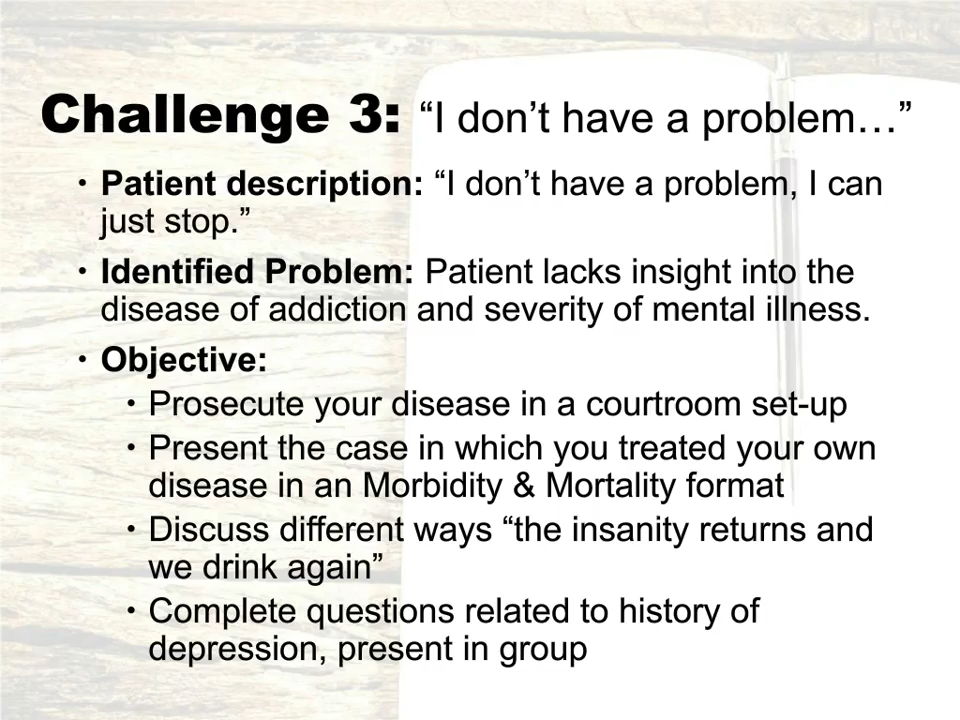 Challenge 3: “I don’t have a problem…”
• Patient description: “I don’t have a problem, I can
just stop.”
• Identified Problem: Patient lacks insight into the
disease of addiction and severity of mental illness.
• Objective:
• Prosecute your disease in a courtroom set-up
• Present the case in which you treated your own
disease in an Morbidity & Mortality format
• Discuss different ways “the insanity returns and
we drink again”
• Complete questions related to history of
depression, present in group